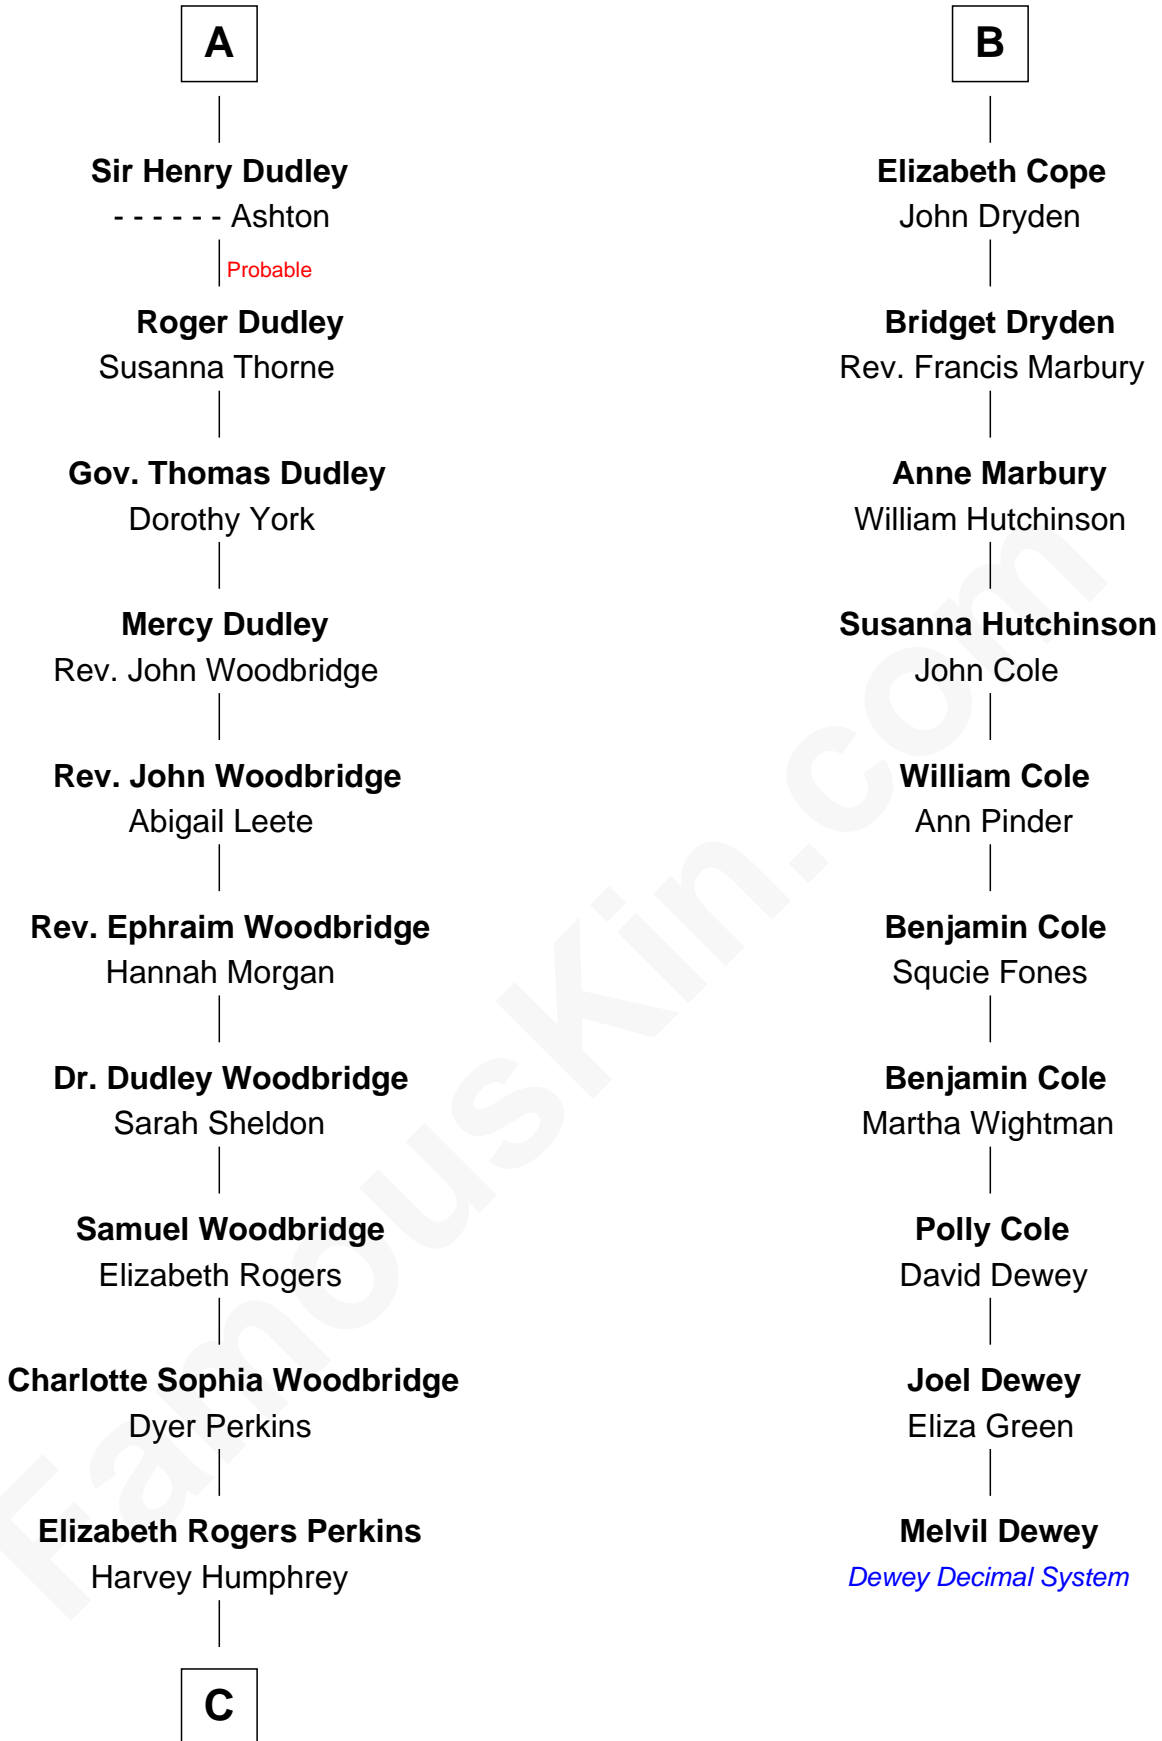 A
Sir Henry Dudley
- - - - - - Ashton
Probable
Roger Dudley
Susanna Thorne
Gov. Thomas Dudley
Dorothy York
Mercy Dudley
Rev. John Woodbridge
Rev. John Woodbridge
Abigail Leete
Rev. Ephraim Woodbridge
Hannah Morgan
Dr. Dudley Woodbridge
Sarah Sheldon
Samuel Woodbridge
Elizabeth Rogers
Charlotte Sophia Woodbridge
Dyer Perkins
Elizabeth Rogers Perkins
Harvey Humphrey
C
B
Elizabeth Cope
John Dryden
Bridget Dryden
Rev. Francis Marbury
Anne Marbury
William Hutchinson
Susanna Hutchinson
John Cole
William Cole
Ann Pinder
Benjamin Cole
Squcie Fones
Benjamin Cole
Martha Wightman
Polly Cole
David Dewey
Joel Dewey
Eliza Green
Melvil Dewey
Dewey Decimal System
FamousKin.com